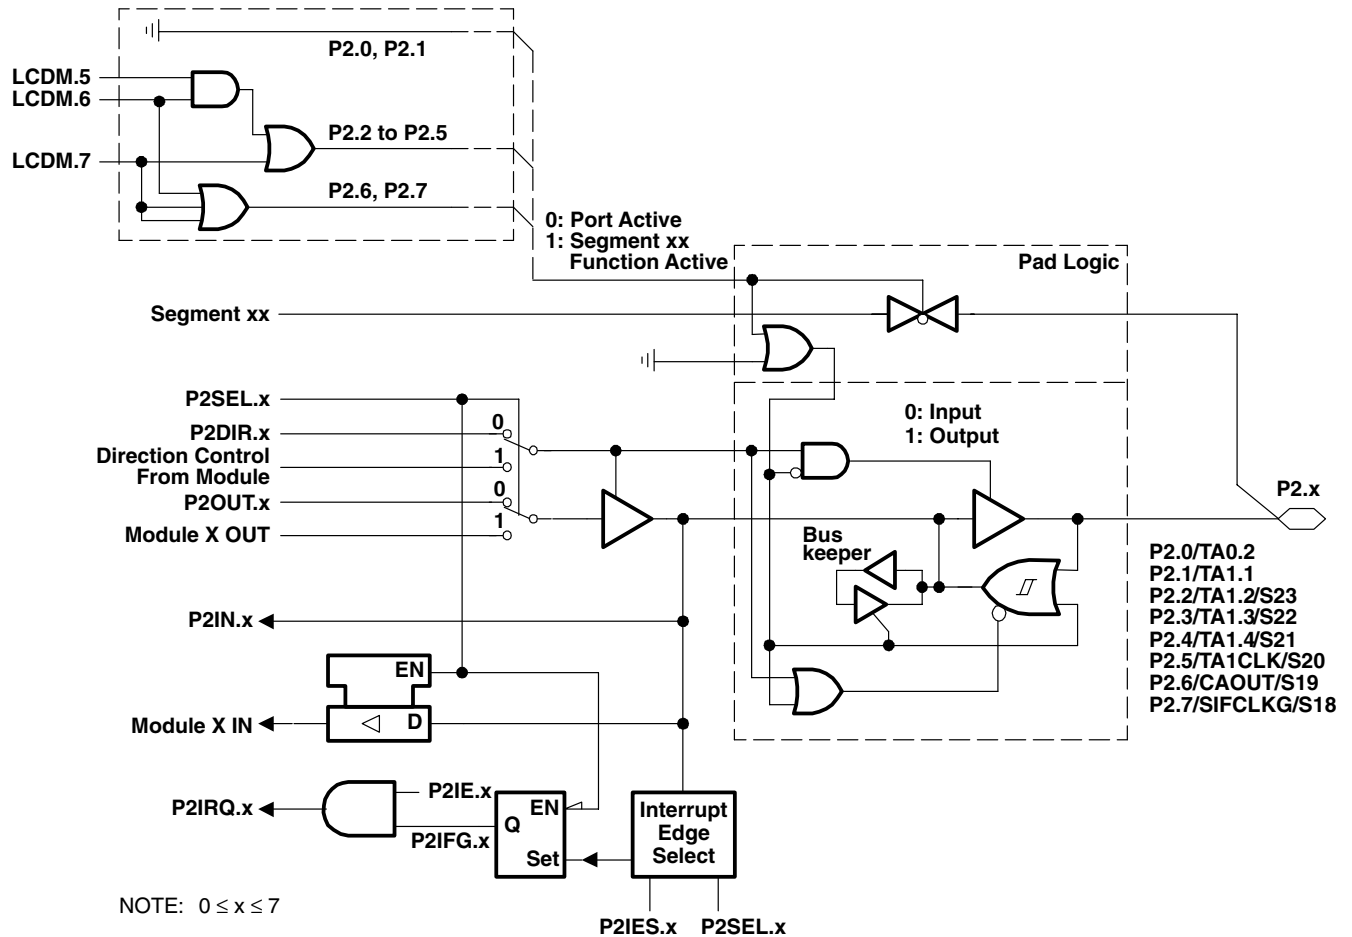 P2.0, P2.1
LCDM.5
LCDM.6
P2.2 to P2.5
LCDM.7
P2.6, P2.7
0: Port Active
1: Segment xx
Function Active
Pad Logic
Segment xx
P2SEL.x
0
P2DIR.x
Direction Control
From Module
1
P2OUT.x
0
Module X OUT
1
0: Input
1: Output
P2.x
Bus
keeper
P2.0/TA0.2
P2.1/TA1.1
P2.2/TA1.2/S23
P2.3/TA1.3/S22
P2.4/TA1.4/S21
P2.5/TA1CLK/S20
P2.6/CAOUT/S19
P2.7/SIFCLKG/S18
P2IN.x
EN
Module X IN
D
P2IE.x
P2IRQ.x
P2IFG.x
EN
Q
Set
Interrupt
Edge
Select
NOTE: 0 ≤ x ≤ 7
P2IES.x
P2SEL.x